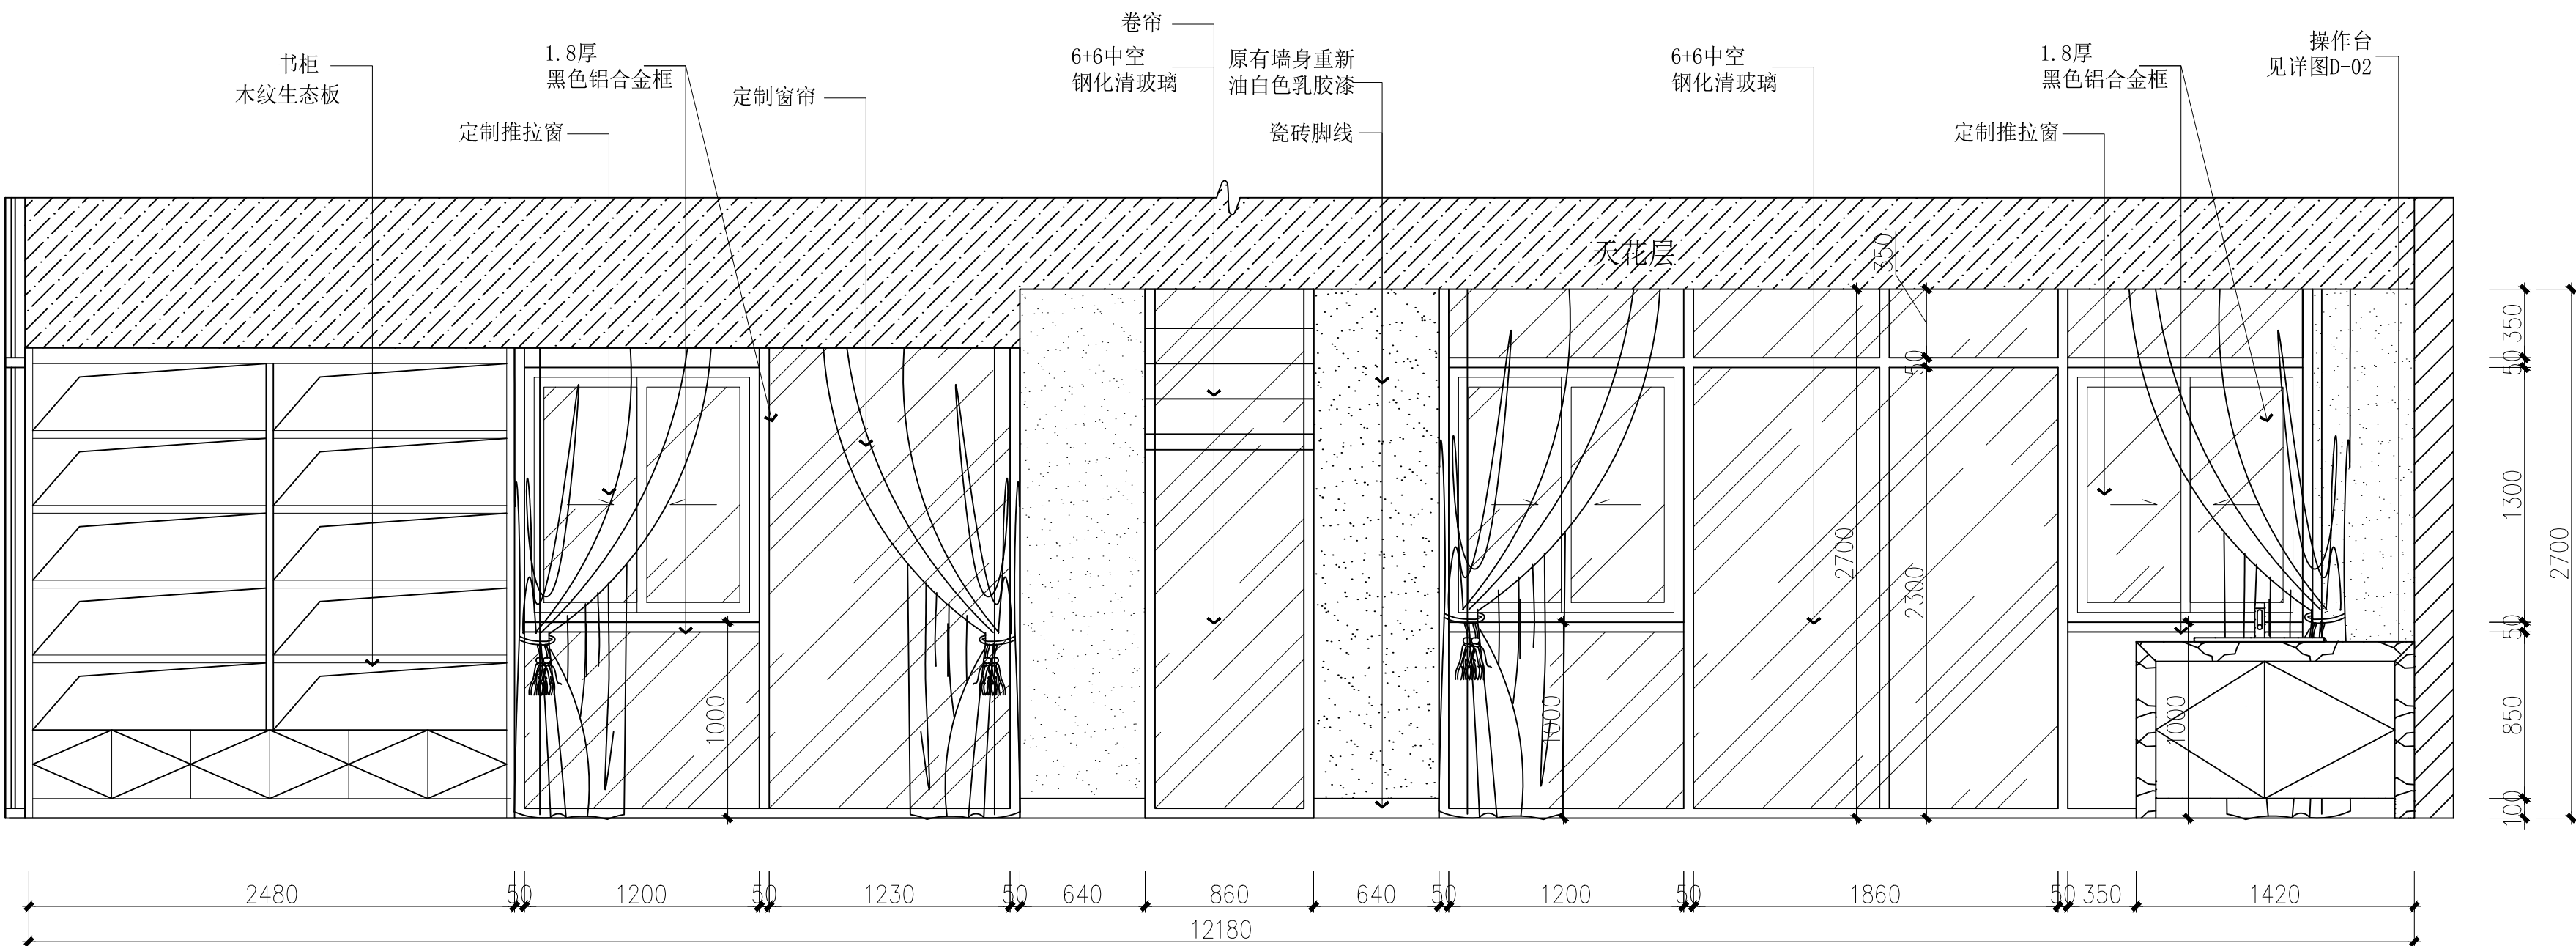 书柜
木纹生态板
1.8厚
黑色铝合金框
定制推拉窗
定制窗帘
卷帘
6+6中空
钢化清玻璃
原有墙身重新
油白色乳胶漆
瓷砖脚线
6+6中空
钢化清玻璃
1.8厚
黑色铝合金框
定制推拉窗
操作台
见详图D-02
天花层
350
50
2700
2300
1000
1000
1000
350
50
1300
50
850
100
2700
2480 50 1200 50 1230 50 640 860 640 50 1200 50 1860 50 350 1420
12180